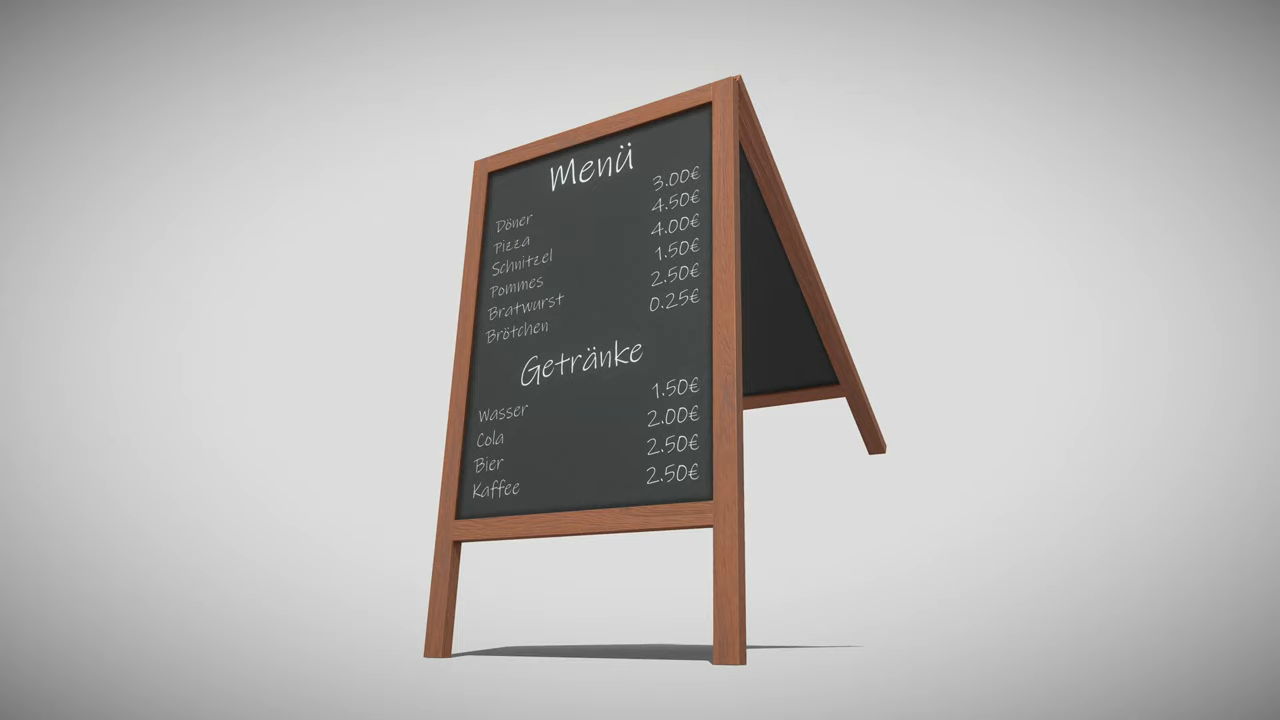 Menü
Döner 3.00€
Pizza 4.50€
Schnitzel 4.00€
Pommes 1.50€
Bratwurst 2.50€
Brötchen 0.25€
Getränke
Wasser 1.50€
Cola 2.00€
Bier 2.50€
Kaffee 2.50€